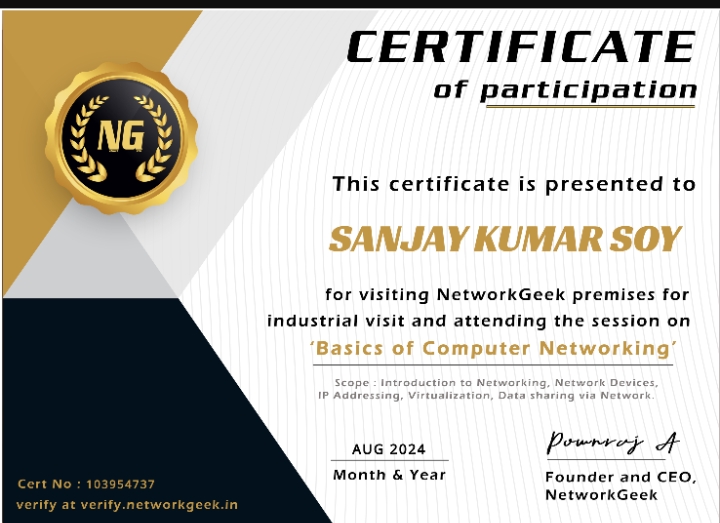 CERTIFICATE
of participation
NG
This certificate is presented to
SANJAY KUMAR SOY
for visiting NetworkGeek premises for
industrial visit and attending the session on
‘Basics of Computer Networking’
Scope : Introduction to Networking, Network Devices,
IP Addressing, Virtualization, Data sharing via Network.
AUG 2024
Month & Year
Pownraj A
Founder and CEO,
NetworkGeek
Cert No : 103954737
verify at verify.networkgeek.in